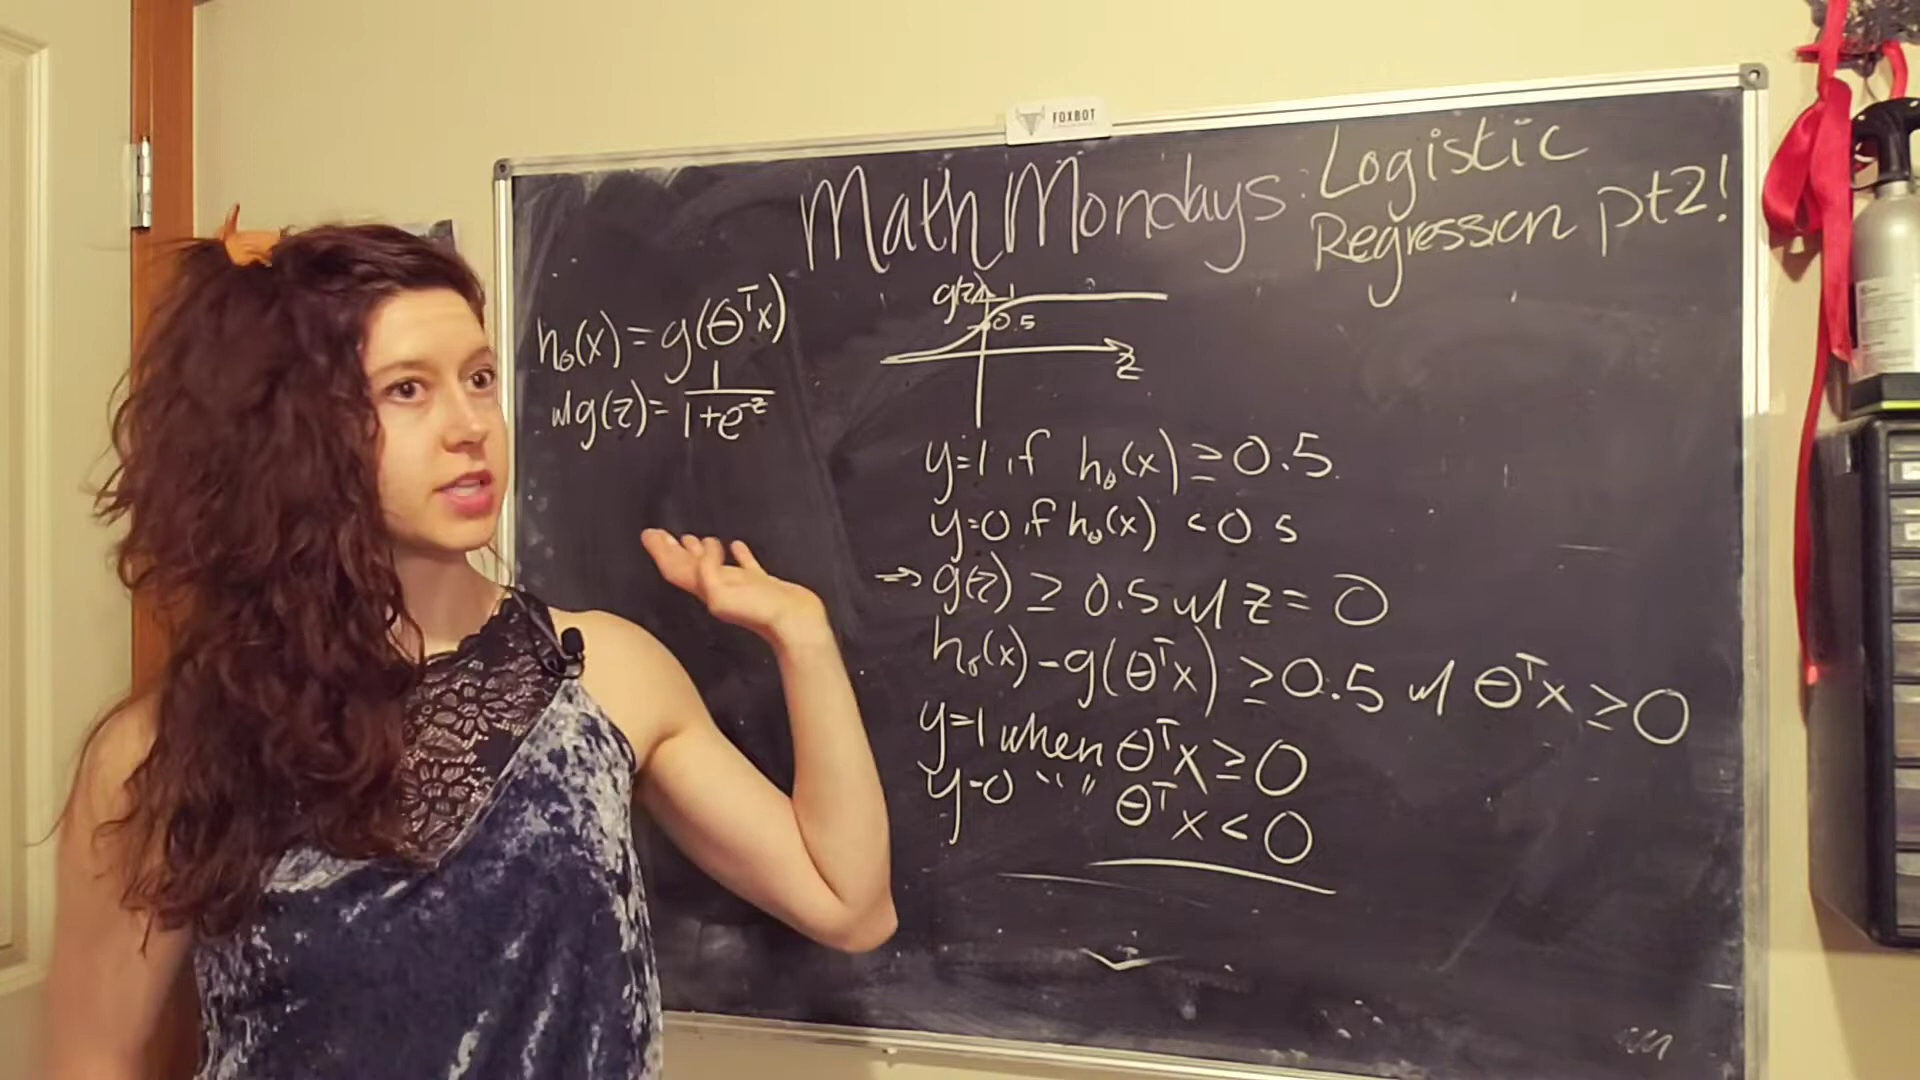 FOXBOT
Math Mondays: Logistic
Regression pt2!
hθ(x) = g(θᵀx)
w/ g(z) = 1/(1+e⁻ᶻ)
g(z)
1
0.5
z
y=1 if hθ(x) ≥ 0.5
y=0 if hθ(x) < 0 5
⇒ g(z) ≥ 0.5 w/ z = 0
hθ(x) - g(θᵀx) ≥ 0.5 w/ θᵀx ≥ 0
y=1 when θᵀx ≥ 0
y=0 " " θᵀx < 0